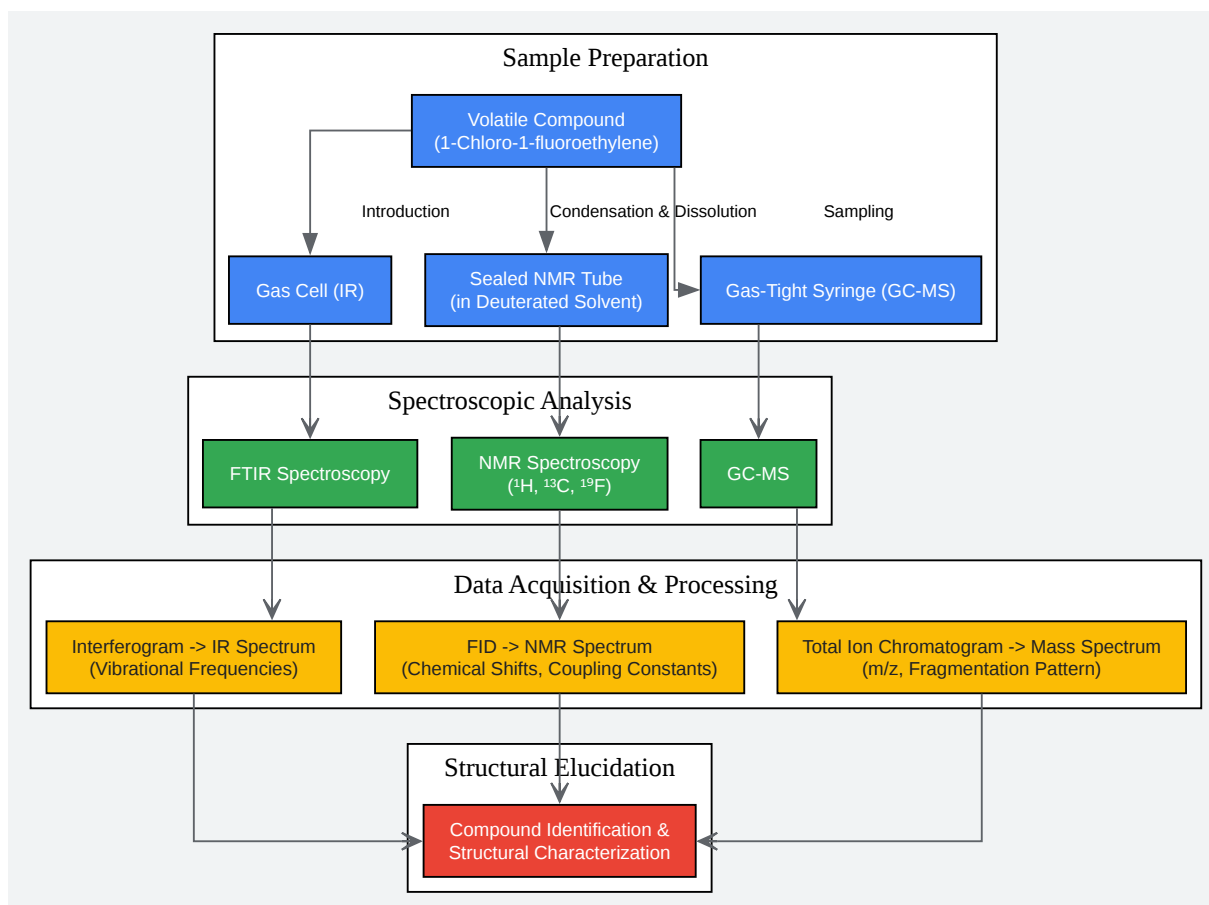 Sample Preparation
Volatile Compound
(1-Chloro-1-fluoroethylene)
Introduction
Condensation & Dissolution
Sampling
Gas Cell (IR)
Sealed NMR Tube
(in Deuterated Solvent)
Gas-Tight Syringe (GC-MS)
Spectroscopic Analysis
FTIR Spectroscopy
NMR Spectroscopy
(¹H, ¹³C, ¹⁹F)
GC-MS
Data Acquisition & Processing
Interferogram -> IR Spectrum
(Vibrational Frequencies)
FID -> NMR Spectrum
(Chemical Shifts, Coupling Constants)
Total Ion Chromatogram -> Mass Spectrum
(m/z, Fragmentation Pattern)
Structural Elucidation
Compound Identification &
Structural Characterization